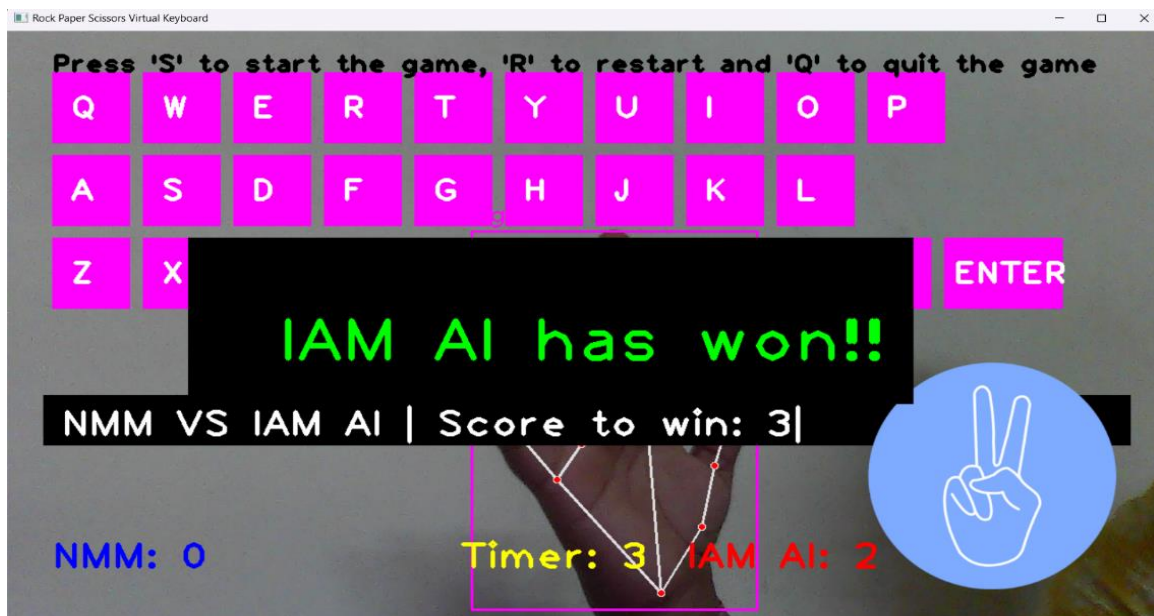 Rock Paper Scissors Virtual Keyboard
Press 'S' to start the game, 'R' to restart and 'Q' to quit the game
Q W E R T Y U I O P
A S D F G H J K L
Z X ENTER
IAM AI has won!!
NMM VS IAM AI | Score to win: 3|
NMM: 0 Timer: 3 IAM AI: 2